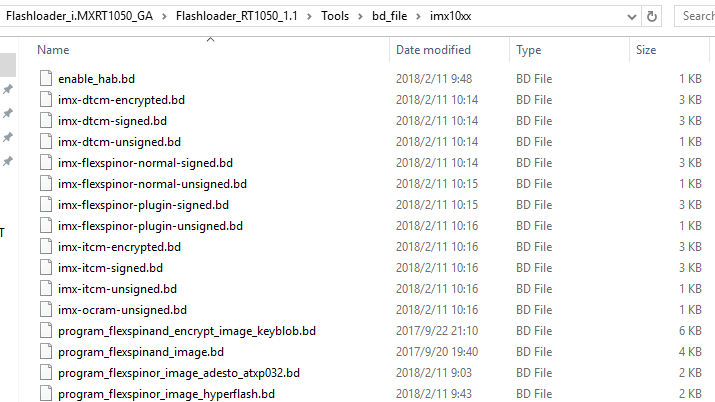 Flashloader_i.MXRT1050_GA > Flashloader_RT1050_1.1 > Tools > bd_file > imx10xx Search
Name Date modified Type Size
enable_hab.bd 2018/2/11 9:48 BD File 1 KB
imx-dtcm-encrypted.bd 2018/2/11 10:14 BD File 3 KB
imx-dtcm-signed.bd 2018/2/11 10:14 BD File 3 KB
imx-dtcm-unsigned.bd 2018/2/11 10:14 BD File 1 KB
imx-flexspinor-normal-signed.bd 2018/2/11 10:14 BD File 3 KB
imx-flexspinor-normal-unsigned.bd 2018/2/11 10:15 BD File 1 KB
imx-flexspinor-plugin-signed.bd 2018/2/11 10:15 BD File 3 KB
imx-flexspinor-plugin-unsigned.bd 2018/2/11 10:16 BD File 1 KB
T
imx-itcm-encrypted.bd 2018/2/11 10:16 BD File 3 KB
imx-itcm-signed.bd 2018/2/11 10:16 BD File 3 KB
imx-itcm-unsigned.bd 2018/2/11 10:16 BD File 1 KB
imx-ocram-unsigned.bd 2018/2/11 10:16 BD File 1 KB
program_flexspinand_encrypt_image_keyblob.bd 2017/9/22 21:10 BD File 6 KB
program_flexspinand_image.bd 2017/9/20 19:40 BD File 4 KB
program_flexspinor_image_adesto_atxp032.bd 2018/2/11 9:03 BD File 2 KB
program_flexspinor_image_hyperflash.bd 2018/2/11 9:43 BD File 2 KB